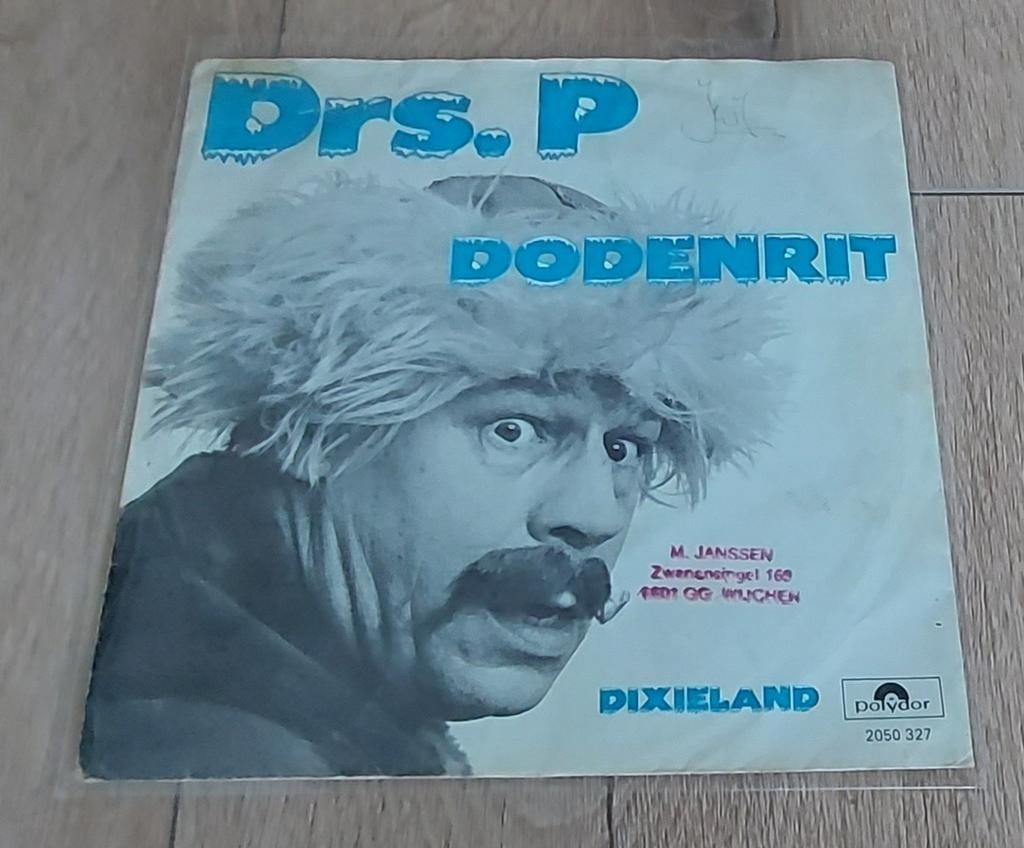 Drs. P
DODENRIT
M. JANSSEN
Zwanensingel
GG WIJCHEN
DIXIELAND
polydor
2050 327